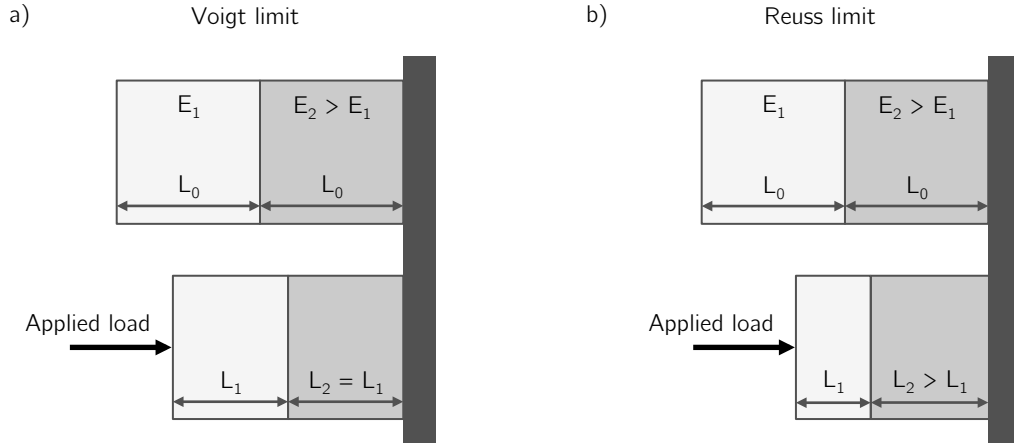 a)
Voigt limit
b)
Reuss limit
E₁
E₂ > E₁
L₀
L₀
E₁
E₂ > E₁
L₀
L₀
Applied load
L₁
L₂ = L₁
Applied load
L₁
L₂ > L₁